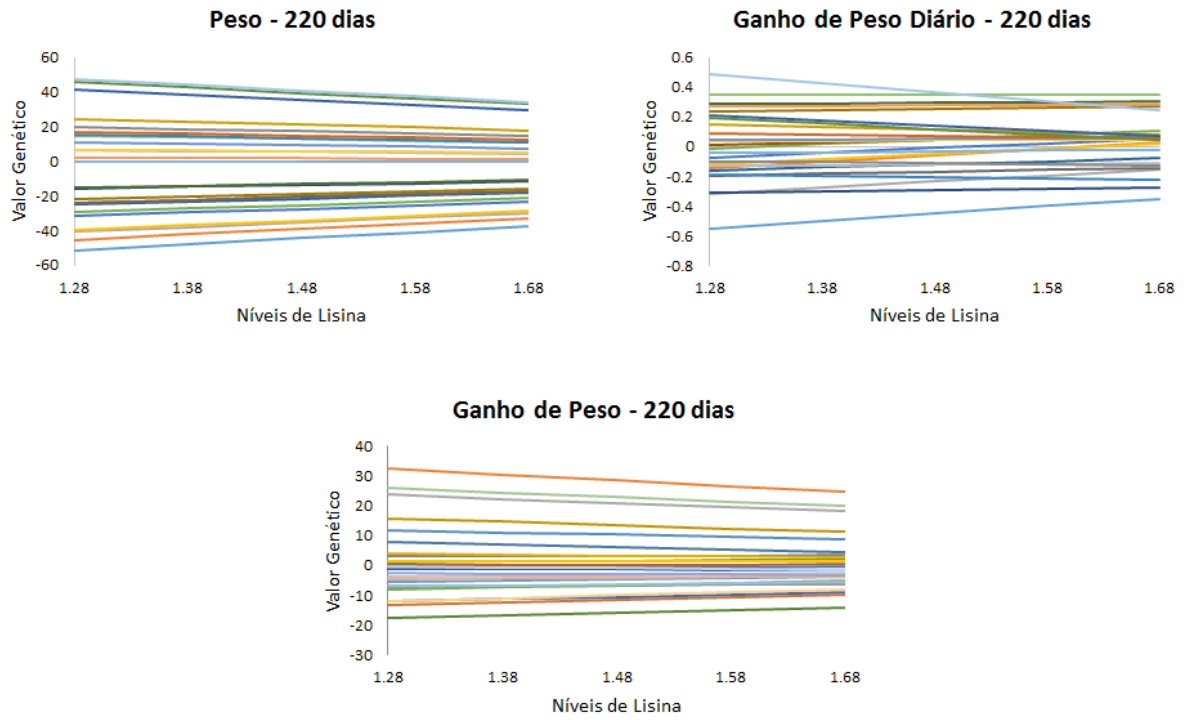 Peso - 220 dias
Valor Genético
60
40
20
0
-20
-40
-60
1.28 1.38 1.48 1.58 1.68
Níveis de Lisina
Ganho de Peso Diário - 220 dias
Valor Genético
0.6
0.4
0.2
0
-0.2
-0.4
-0.6
-0.8
1.28 1.38 1.48 1.58 1.68
Níveis de Lisina
Ganho de Peso - 220 dias
Valor Genético
40
30
20
10
0
-10
-20
-30
1.28 1.38 1.48 1.58 1.68
Níveis de Lisina